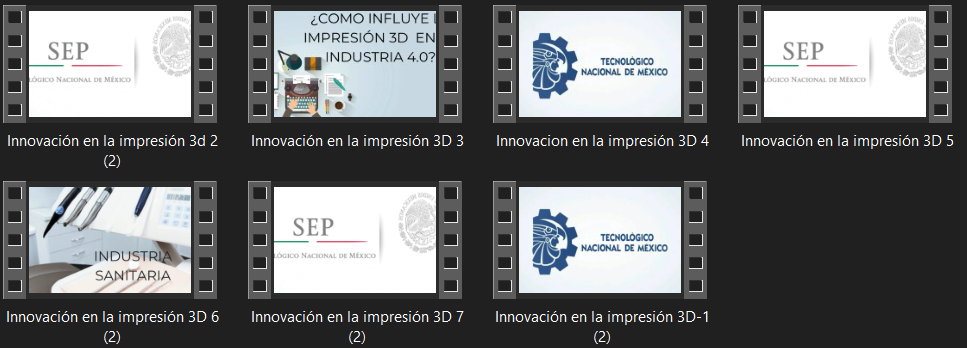 SEP
LÓGICO NACIONAL DE MÉXICO
Innovación en la impresión 3d 2
(2)
¿COMO INFLUYE L
IMPRESIÓN 3D EN
INDUSTRIA 4.0?
Innovación en la impresión 3D 3
TECNOLÓGICO
NACIONAL DE MÉXICO
Innovacion en la impresión 3D 4
SEP
LÓGICO NACIONAL DE MÉXICO
Innovación en la impresión 3D 5
INDUSTRIA
SANITARIA
Innovación en la impresión 3D 6
(2)
SEP
LÓGICO NACIONAL DE MÉXICO
Innovación en la impresión 3D 7
(2)
TECNOLÓGICO
NACIONAL DE MÉXICO
Innovación en la impresión 3D-1
(2)